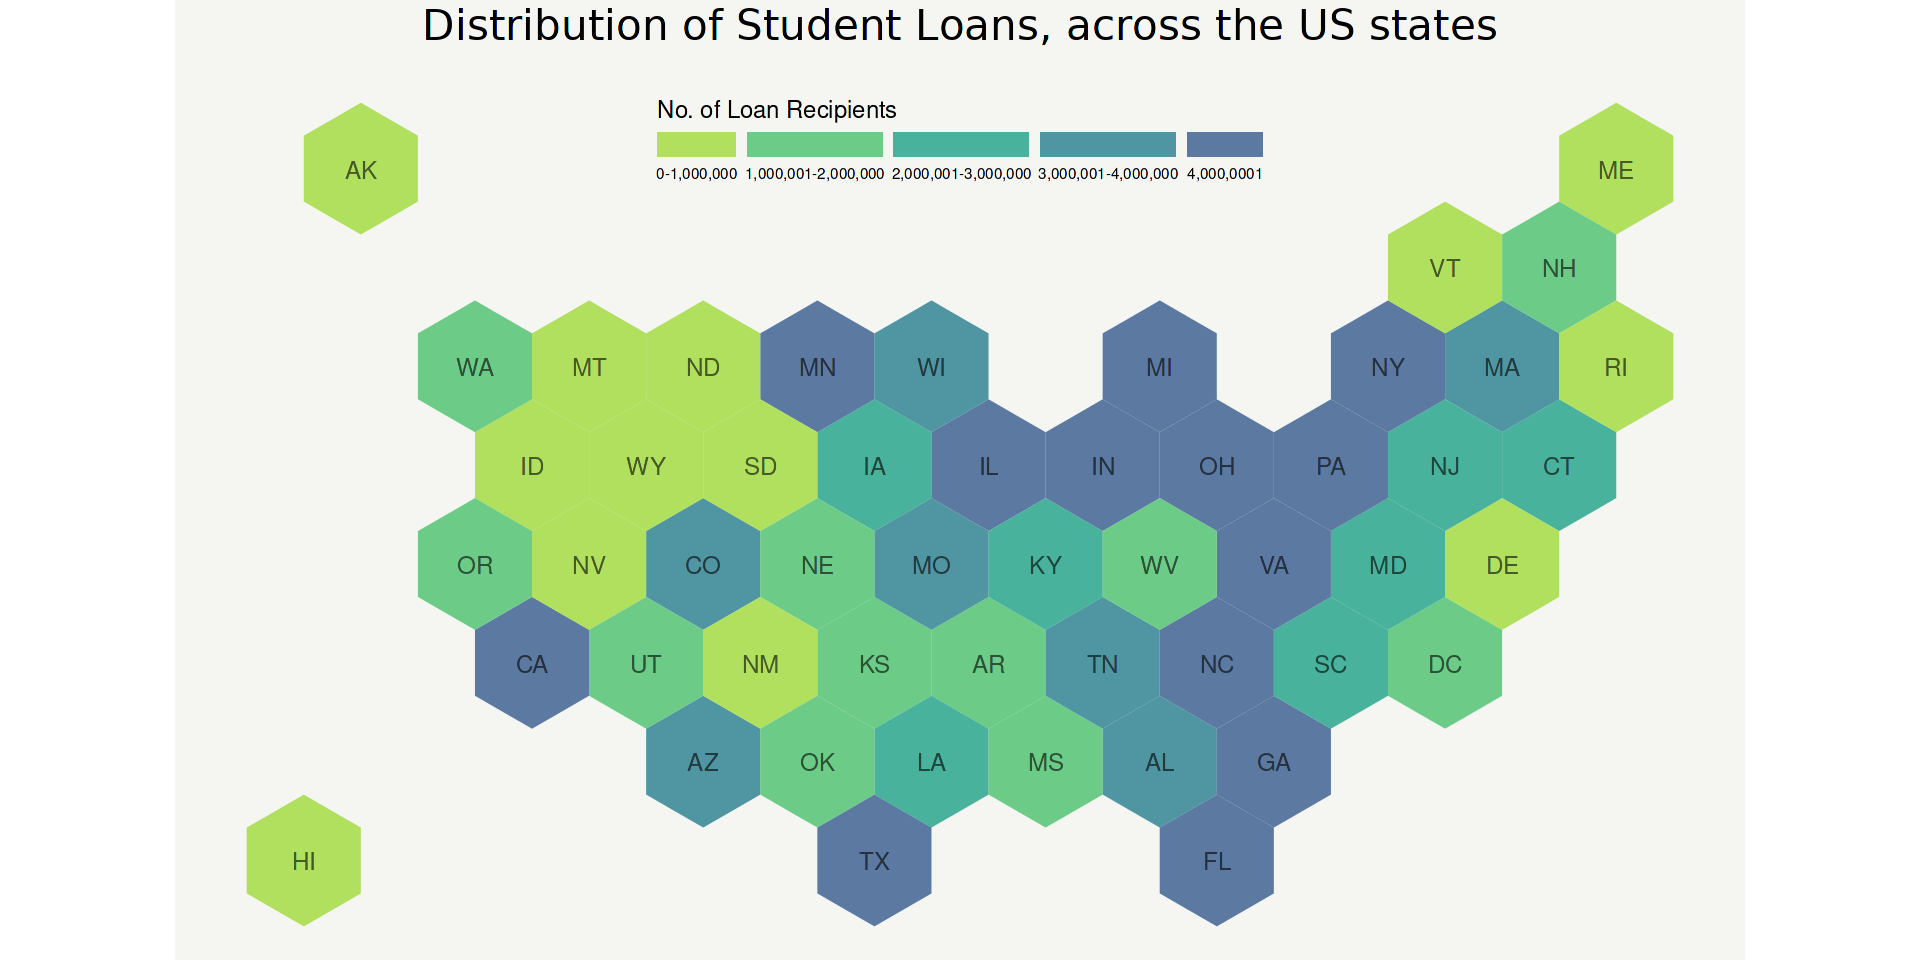 Distribution of Student Loans, across the US states
No. of Loan Recipients
0-1,000,000 1,000,001-2,000,000 2,000,001-3,000,000 3,000,001-4,000,000 4,000,0001
AK ME
VT NH
WA MT ND MN WI MI NY MA RI
ID WY SD IA IL IN OH PA NJ CT
OR NV CO NE MO KY WV VA MD DE
CA UT NM KS AR TN NC SC DC
AZ OK LA MS AL GA
HI TX FL